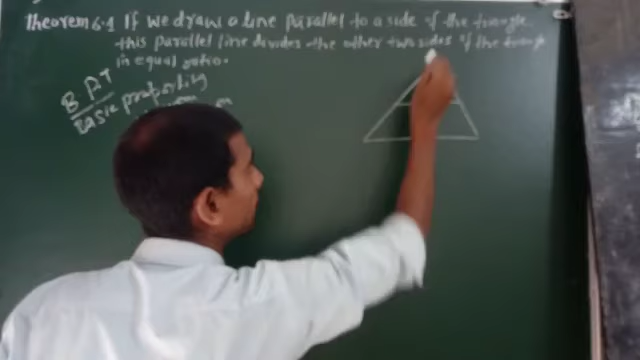 Theorem 6.1 If we draw a line parallel to a side of the triangle
this parallel line divides the other two sides of the triangle
in equal ratio.
B P T
Basic